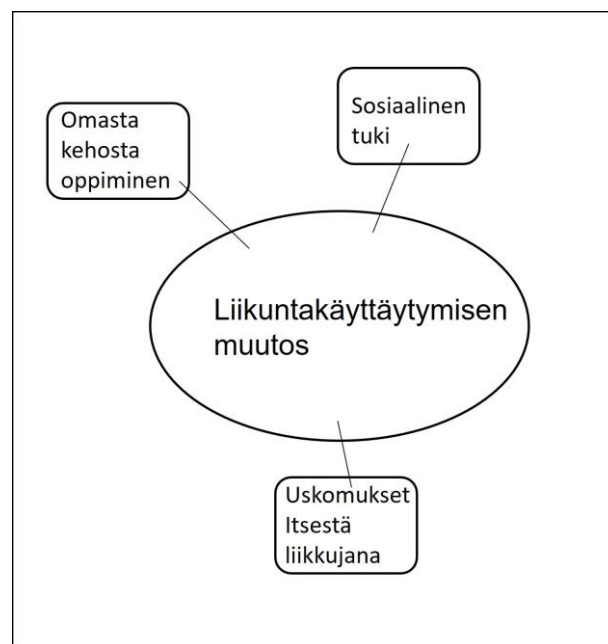 Omasta
kehosta
oppiminen
Sosiaalinen
tuki
Liikuntakäyttäytymisen
muutos
Uskomukset
Itsestä
liikkujana